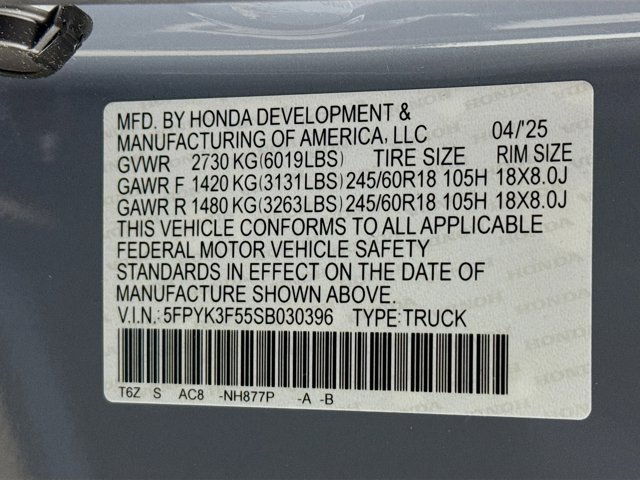 MFD. BY HONDA DEVELOPMENT &
MANUFACTURING OF AMERICA, LLC 04/'25
GVWR 2730 KG(6019LBS) TIRE SIZE RIM SIZE
GAWR F 1420 KG(3131LBS) 245/60R18 105H 18X8.0J
GAWR R 1480 KG(3263LBS) 245/60R18 105H 18X8.0J
THIS VEHICLE CONFORMS TO ALL APPLICABLE
FEDERAL MOTOR VEHICLE SAFETY
STANDARDS IN EFFECT ON THE DATE OF
MANUFACTURE SHOWN ABOVE.
V.I.N.: 5FPYK3F55SB030396 TYPE:TRUCK
T6Z S AC8 -NH877P -A -B